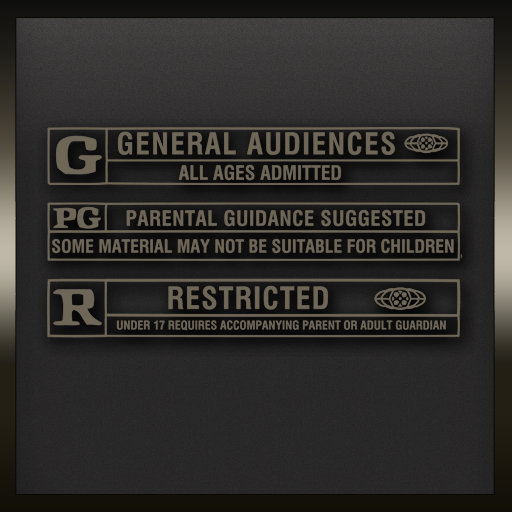 G GENERAL AUDIENCES
ALL AGES ADMITTED
PG PARENTAL GUIDANCE SUGGESTED
SOME MATERIAL MAY NOT BE SUITABLE FOR CHILDREN
R RESTRICTED
UNDER 17 REQUIRES ACCOMPANYING PARENT OR ADULT GUARDIAN